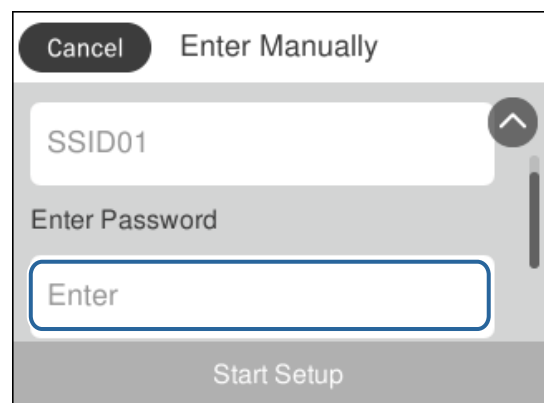 Cancel Enter Manually
SSID01
Enter Password
Enter
Start Setup